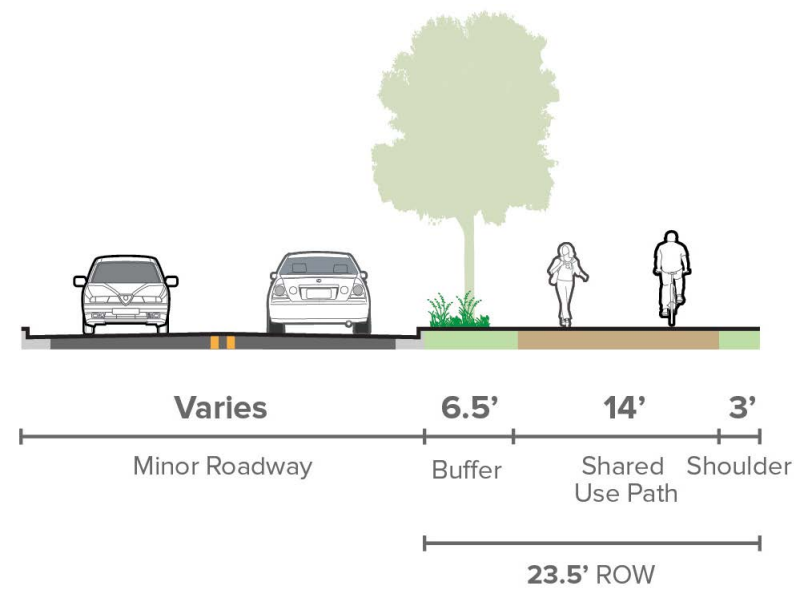 Varies
6.5’
14’
3’
Minor Roadway
Buffer
Shared
Use Path
Shoulder
23.5’ ROW